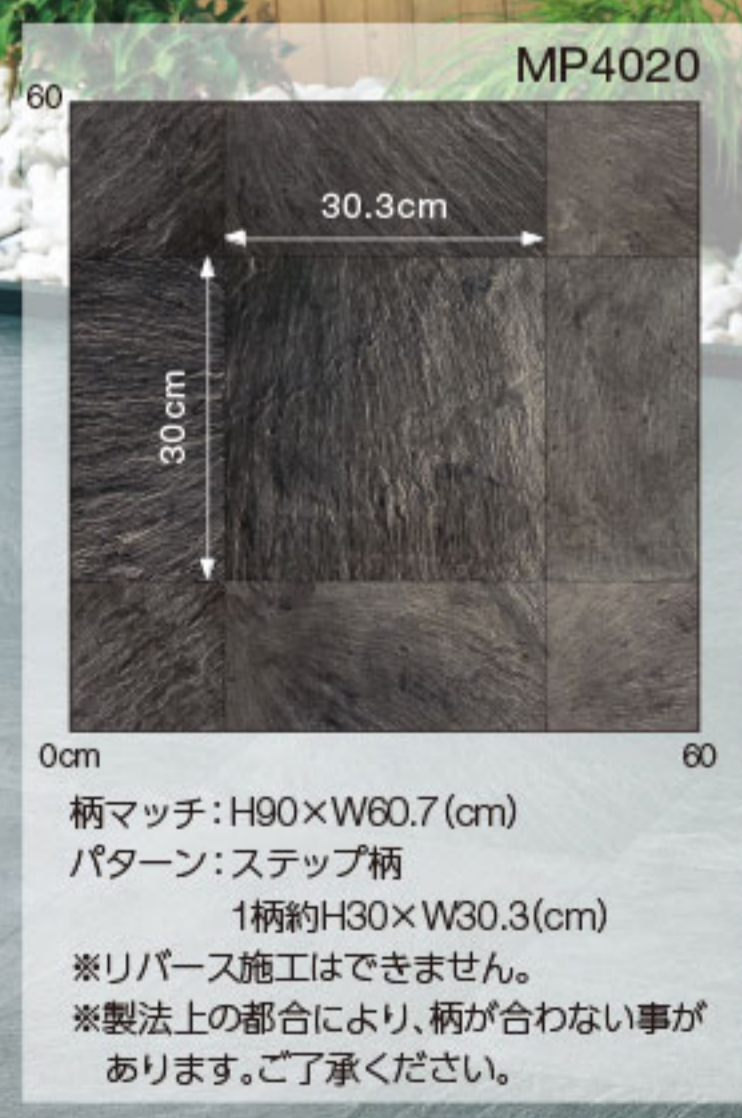 MP4020
60
30.3cm
30cm
0cm
60
柄マッチ:H90×W60.7(cm)
パターン:ステップ柄
1柄約H30×W30.3(cm)
※リバース施工はできません。
※製法上の都合により、柄が合わない事が
あります。ご了承ください。